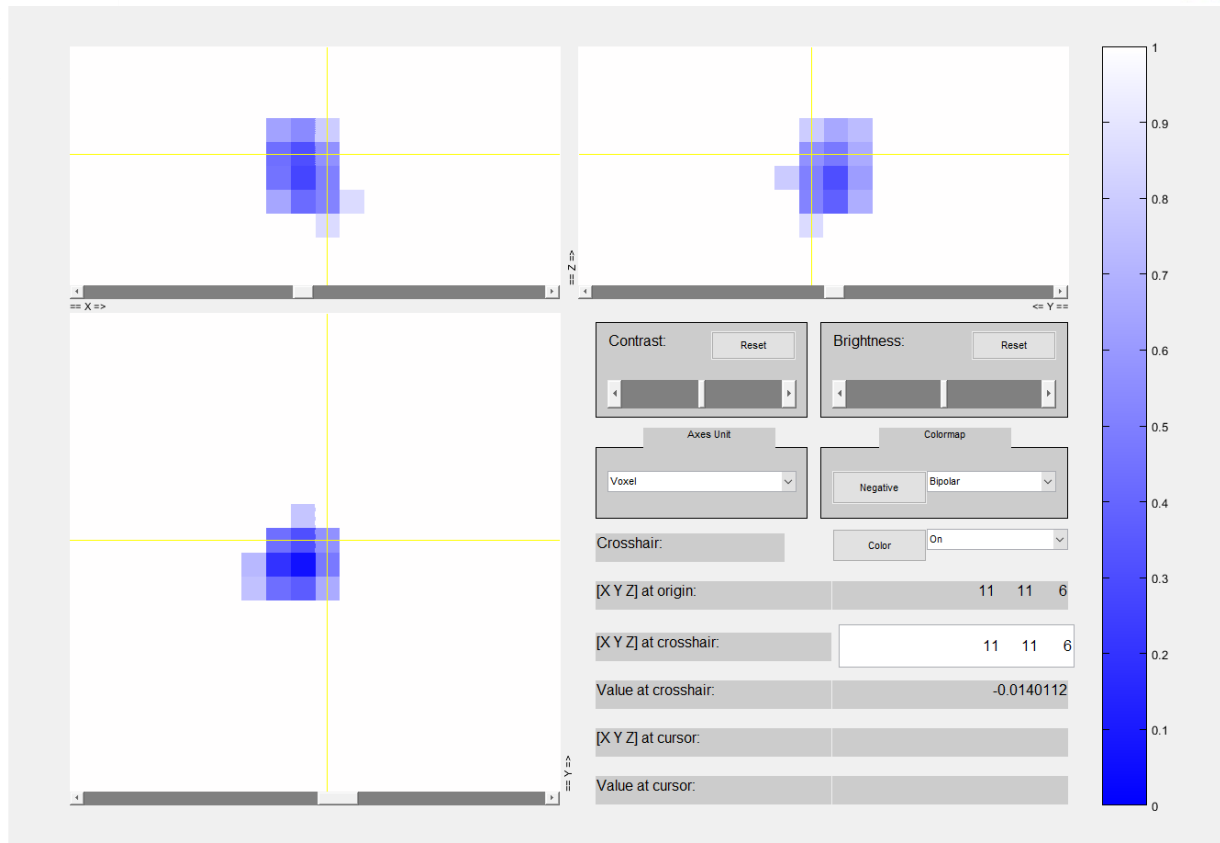 1
0.9
0.8
== Z =>
0.7
== X =>
<= Y ==
Contrast:
Reset
Brightness:
Reset
0.6
Axes Unit
Colormap
0.5
Voxel
Negative
Bipolar
0.4
Crosshair:
Color
On
[X Y Z] at origin:
11 11 6
0.3
[X Y Z] at crosshair:
11 11 6
0.2
Value at crosshair:
-0.0140112
[X Y Z] at cursor:
0.1
== Y =>
Value at cursor:
0